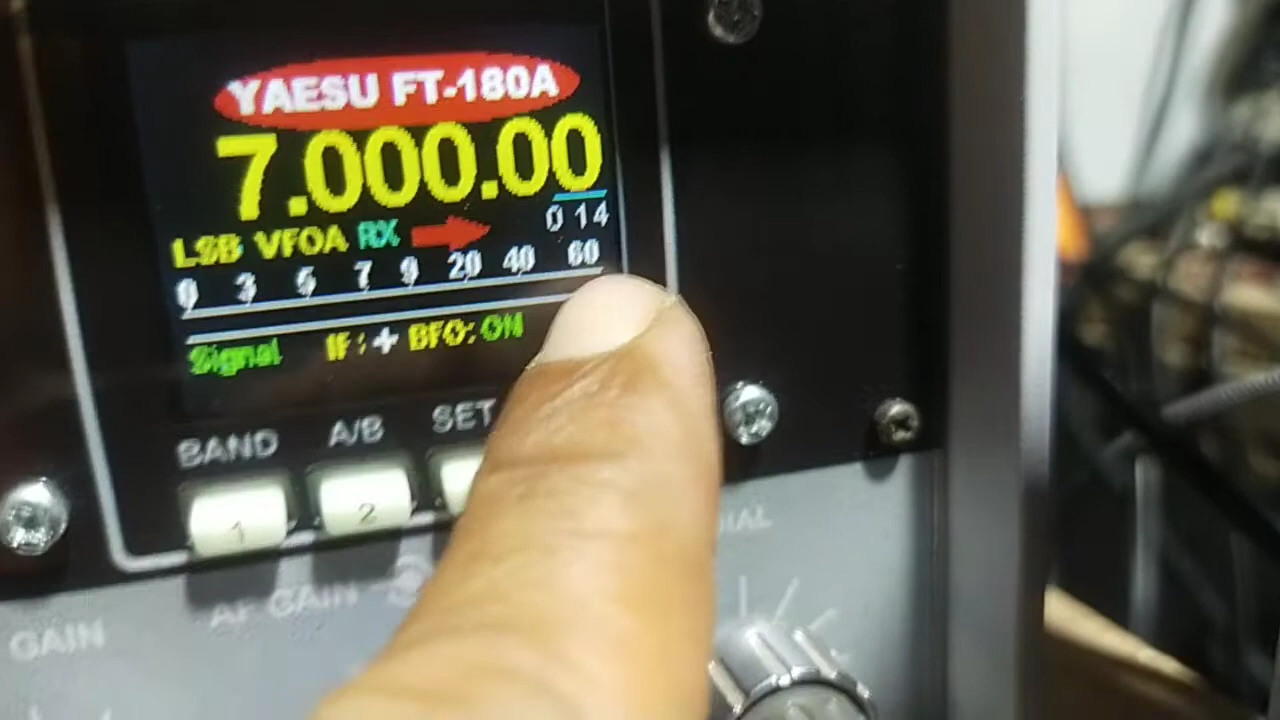 YAESU FT-180A
7.000.00
LSB VFOA RX 0 14
0 3 5 7 9 20 40 60
Signal IF: + BFO: ON
BAND A/B SET
1 2
AF GAIN
GAIN